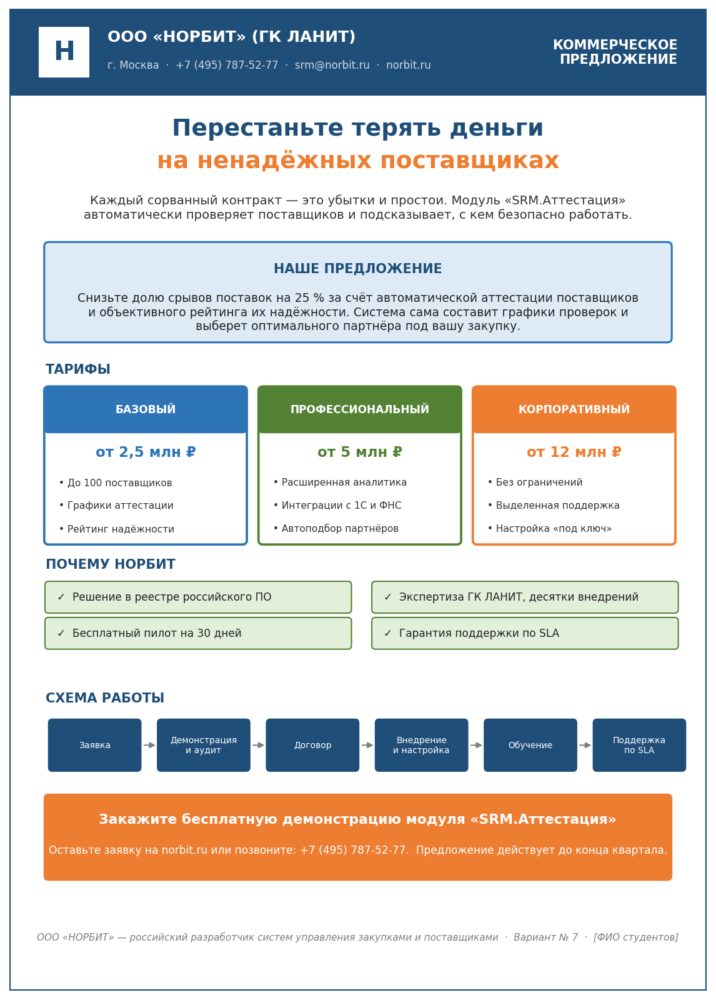 Н
ООО «НОРБИТ» (ГК ЛАНИТ)
г. Москва · +7 (495) 787-52-77 · srm@norbit.ru · norbit.ru
КОММЕРЧЕСКОЕ
ПРЕДЛОЖЕНИЕ
Перестаньте терять деньги
на ненадёжных поставщиках
Каждый сорванный контракт — это убытки и простои. Модуль «SRM.Аттестация»
автоматически проверяет поставщиков и подсказывает, с кем безопасно работать.
НАШЕ ПРЕДЛОЖЕНИЕ
Снизьте долю срывов поставок на 25 % за счёт автоматической аттестации поставщиков
и объективного рейтинга их надёжности. Система сама составит графики проверок и
выберет оптимального партнёра под вашу закупку.
ТАРИФЫ
БАЗОВЫЙ
от 2,5 млн ₽
• До 100 поставщиков
• Графики аттестации
• Рейтинг надёжности
ПРОФЕССИОНАЛЬНЫЙ
от 5 млн ₽
• Расширенная аналитика
• Интеграции с 1С и ФНС
• Автоподбор партнёров
КОРПОРАТИВНЫЙ
от 12 млн ₽
• Без ограничений
• Выделенная поддержка
• Настройка «под ключ»
ПОЧЕМУ НОРБИТ
✓ Решение в реестре российского ПО
✓ Экспертиза ГК ЛАНИТ, десятки внедрений
✓ Бесплатный пилот на 30 дней
✓ Гарантия поддержки по SLA
СХЕМА РАБОТЫ
Заявка
Демонстрация
и аудит
Договор
Внедрение
и настройка
Обучение
Поддержка
по SLA
Закажите бесплатную демонстрацию модуля «SRM.Аттестация»
Оставьте заявку на norbit.ru или позвоните: +7 (495) 787-52-77. Предложение действует до конца квартала.
ООО «НОРБИТ» — российский разработчик систем управления закупками и поставщиками · Вариант № 7 · [ФИО студентов]